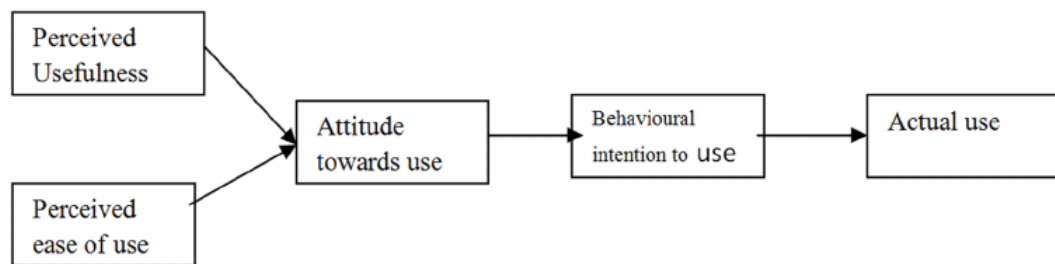 Perceived
Usefulness
Perceived
ease of use
Attitude
towards use
Behavioural
intention to use
Actual use